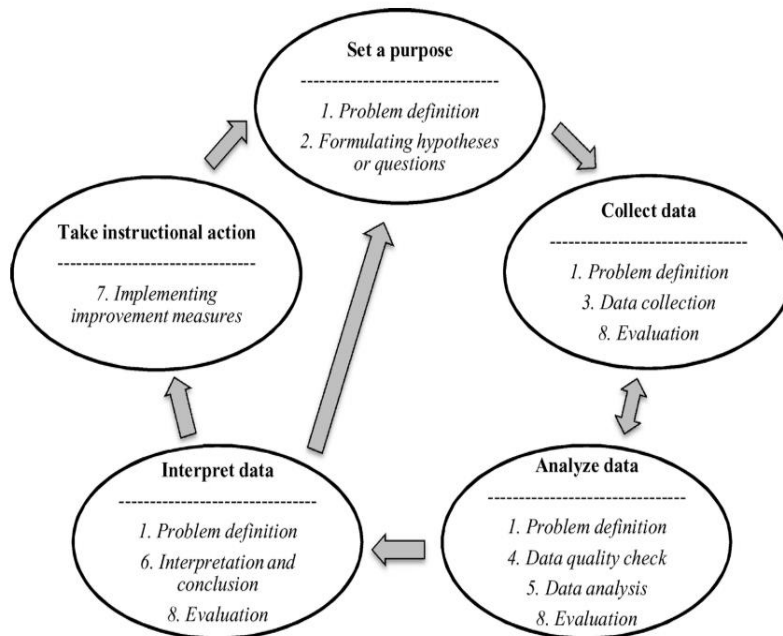 Set a purpose
1. Problem definition
2. Formulating hypotheses
or questions
Collect data
1. Problem definition
3. Data collection
8. Evaluation
Analyze data
1. Problem definition
4. Data quality check
5. Data analysis
8. Evaluation
Interpret data
1. Problem definition
6. Interpretation and
conclusion
8. Evaluation
Take instructional action
7. Implementing
improvement measures